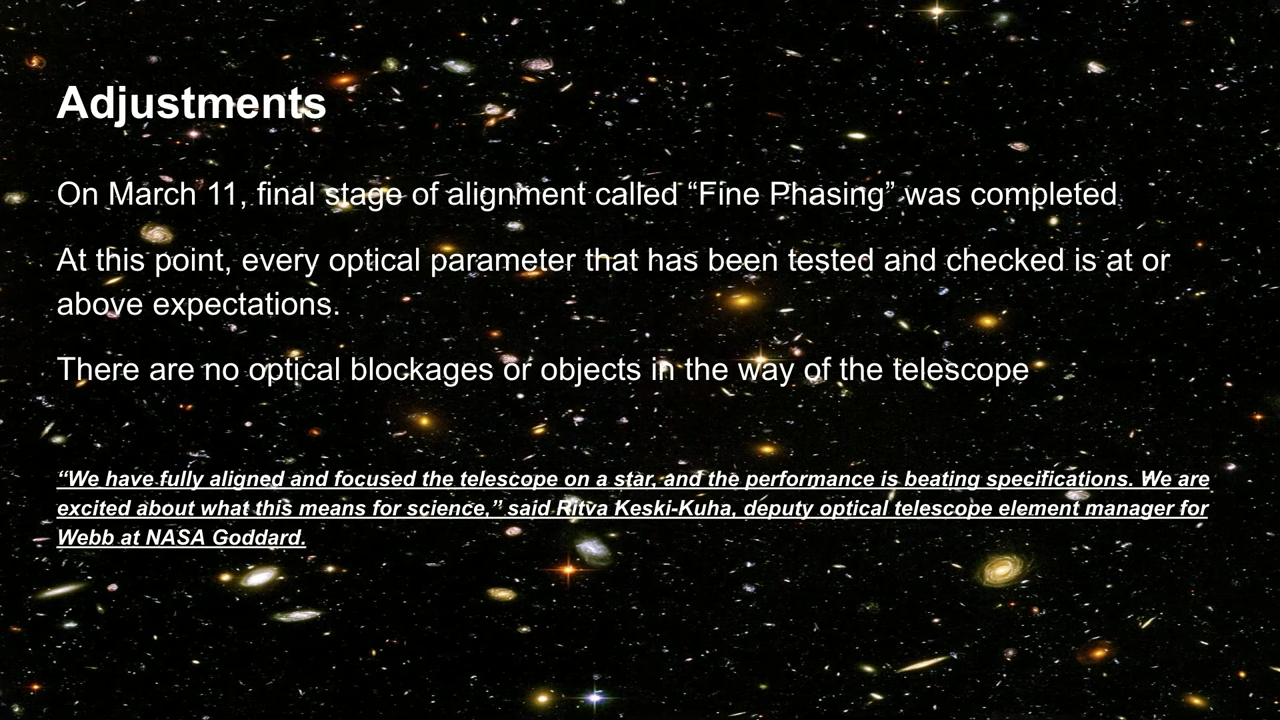 Adjustments
On March 11, final stage of alignment called “Fine Phasing” was completed
At this point, every optical parameter that has been tested and checked is at or
above expectations.
There are no optical blockages or objects in the way of the telescope
“We have fully aligned and focused the telescope on a star, and the performance is beating specifications. We are
excited about what this means for science,” said Ritva Keski-Kuha, deputy optical telescope element manager for
Webb at NASA Goddard.